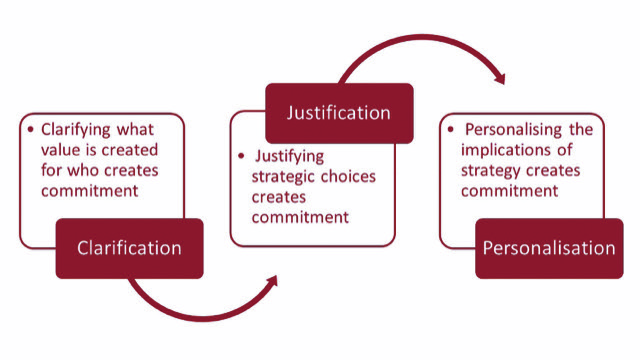 • Clarifying what
value is created
for who creates
commitment
Clarification
Justification
• Justifying
strategic choices
creates
commitment
• Personalising the
implications of
strategy creates
commitment
Personalisation